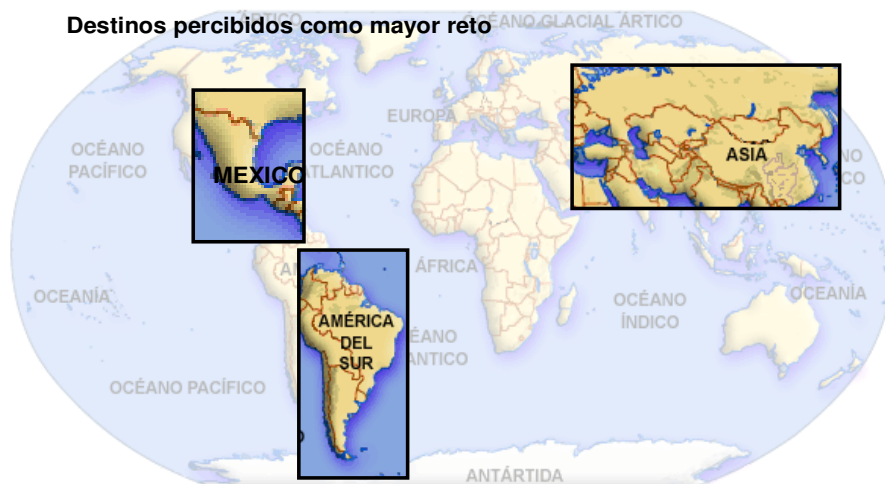 ÁRTICO
OCÉANO GLACIAL ÁRTICO
Destinos percibidos como mayor reto
EUROPA
OCÉANO
PACÍFICO
OCÉANO
ATLANTICO
ASIA
MEXICO
ÁFRICA
OCEANÍA
OCÉANO
ÍNDICO
OCEANÍA
AMÉRICA
DEL
SUR
OCÉANO PACÍFICO
ANTÁRTIDA